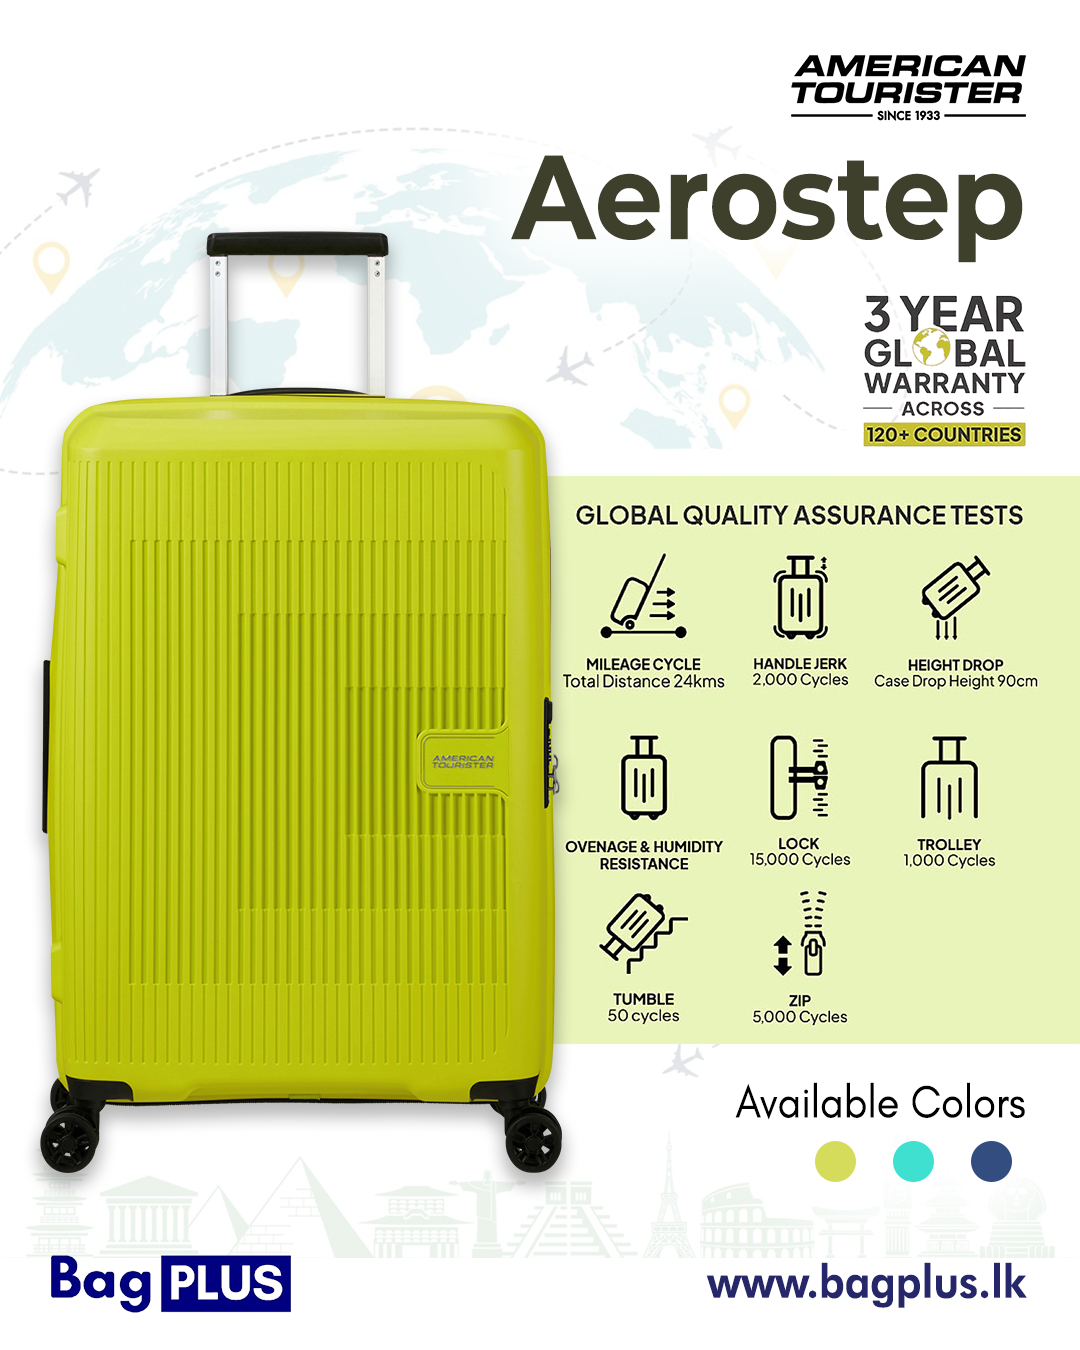 AMERICAN
TOURISTER
SINCE 1933
Aerostep
3 YEAR
GLOBAL
WARRANTY
ACROSS
120+ COUNTRIES
GLOBAL QUALITY ASSURANCE TESTS
MILEAGE CYCLE
Total Distance 24kms
HANDLE JERK
2,000 Cycles
HEIGHT DROP
Case Drop Height 90cm
AMERICAN
TOURISTER
OVENAGE & HUMIDITY
RESISTANCE
LOCK
15,000 Cycles
TROLLEY
1,000 Cycles
TUMBLE
50 cycles
ZIP
5,000 Cycles
Available Colors
Bag PLUS
www.bagplus.lk